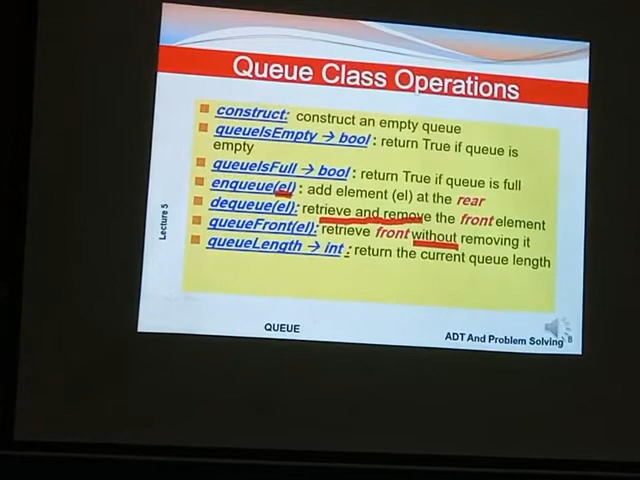 Queue Class Operations
construct: construct an empty queue
queueIsEmpty → bool : return True if queue is
empty
queueIsFull → bool : return True if queue is full
enqueue(el) : add element (el) at the rear
dequeue(el): retrieve and remove the front element
queueFront(el): retrieve front without removing it
queueLength → int : return the current queue length
Lecture 5
QUEUE
ADT And Problem Solving
8